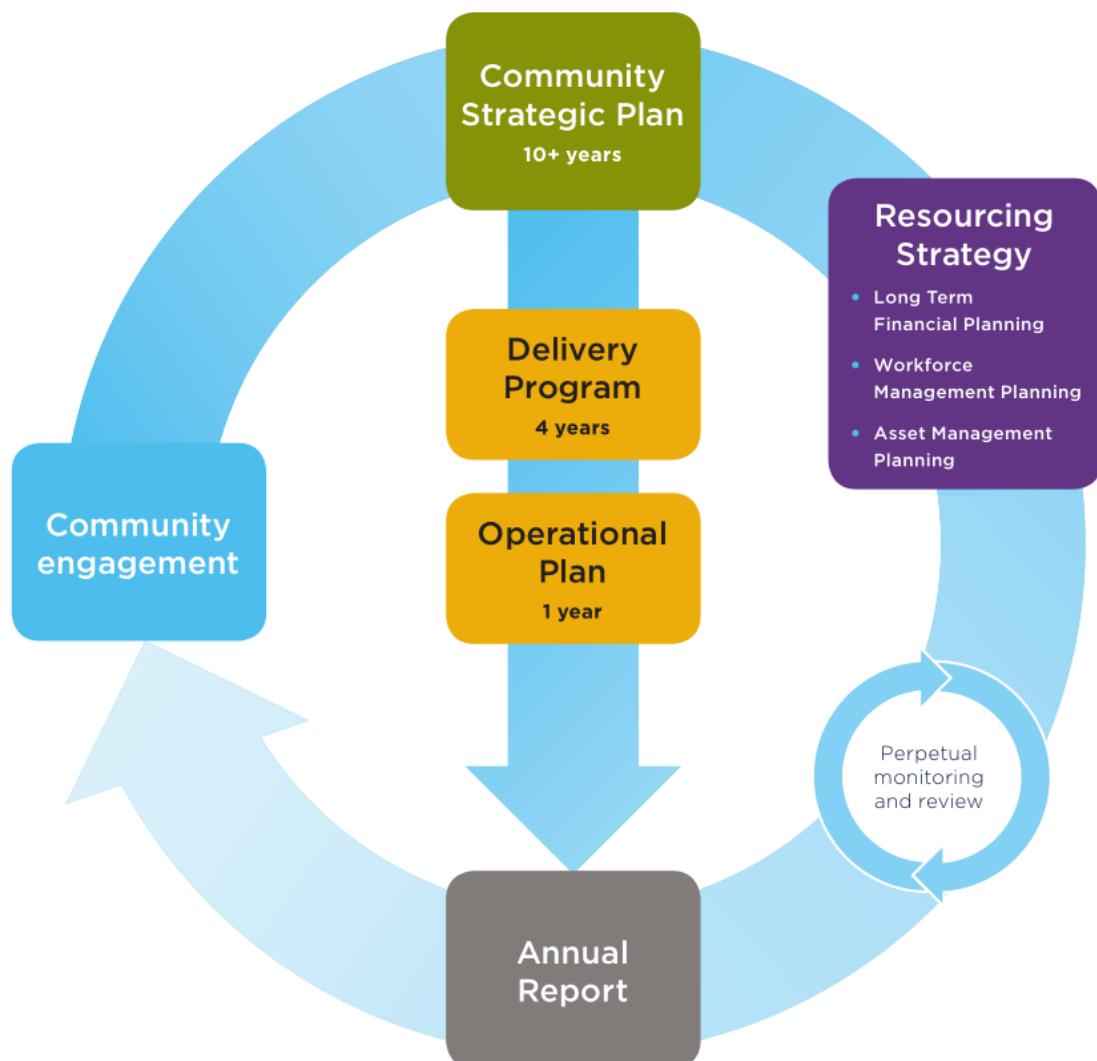 Community
Strategic Plan
10+ years
Resourcing
Strategy
• Long Term
Financial Planning
• Workforce
Management Planning
• Asset Management
Planning
Delivery
Program
4 years
Operational
Plan
1 year
Community
engagement
Perpetual
monitoring
and review
Annual
Report